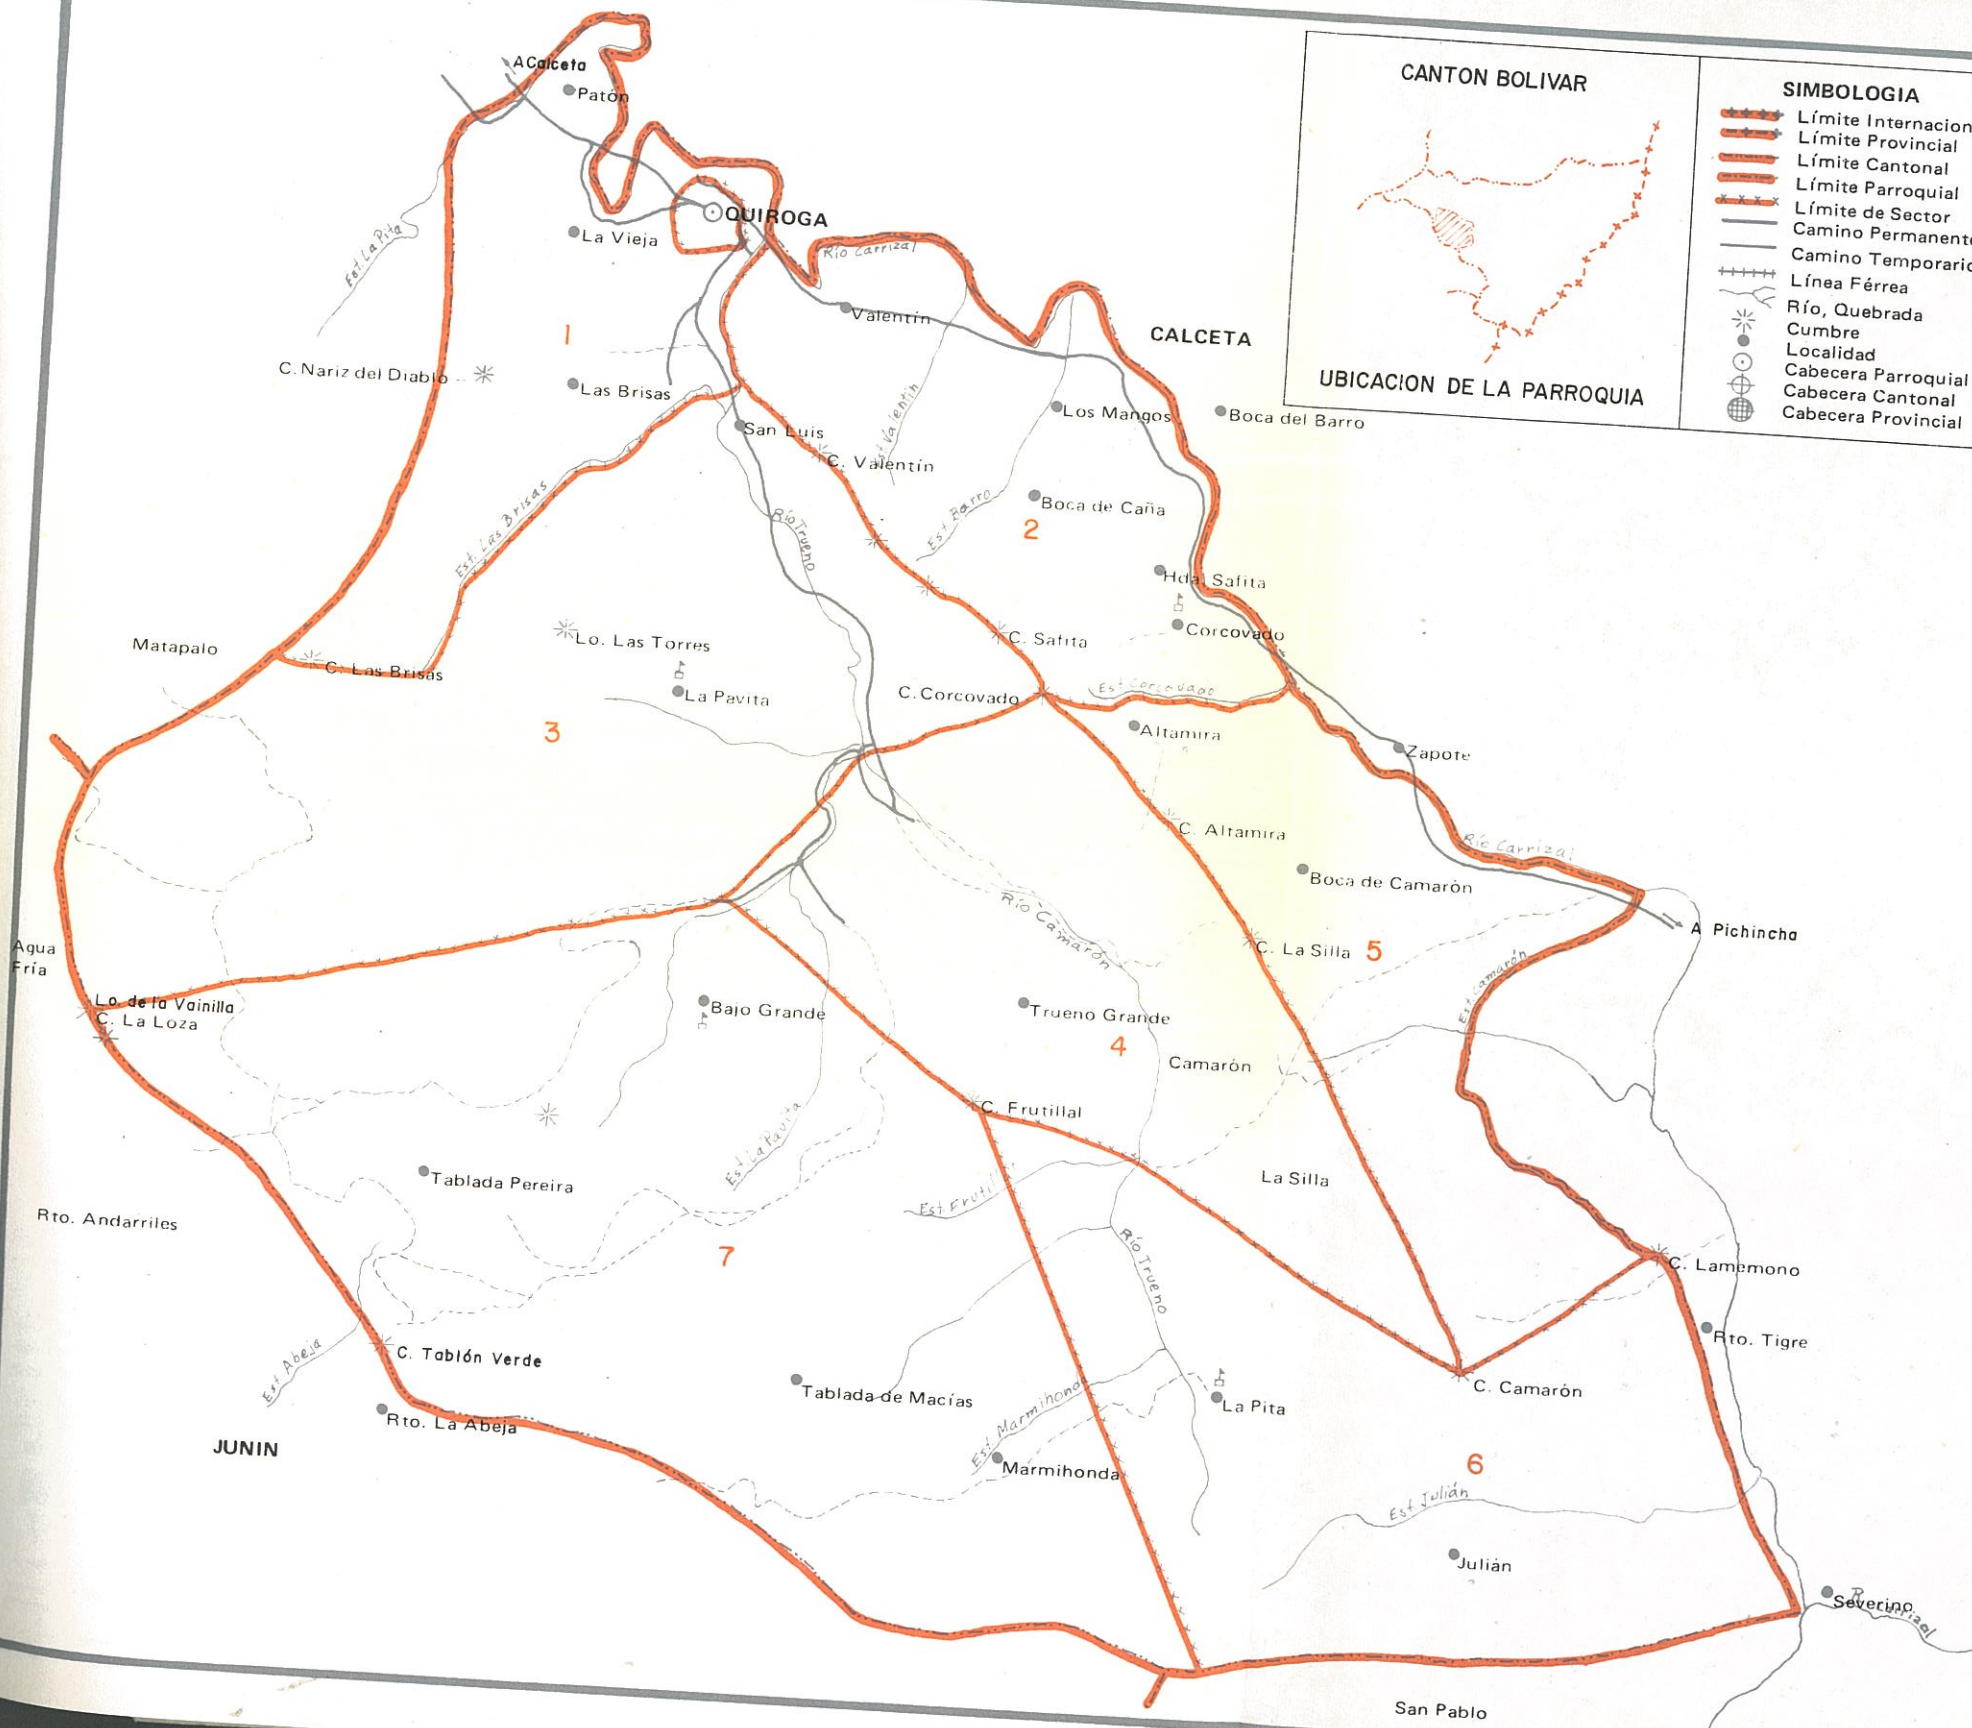 A Calceta
Patón
QUIROGA
La Vieja
Río Carrizal
Est. La Pita
Valentín
CALCETA
1
C. Nariz del Diablo
Las Brisas
San Luis
Est Valentín
Los Mangos
Boca del Barro
C. Valentín
Boca de Caña
2
Est. Las Brisas
Río Trueno
Est Barro
Hda. Safita
Corcovado
Matapalo
Lo. Las Torres
C. Safita
C. Las Brisas
La Pavita
C. Corcovado
Est Corcovado
3
Altamira
Zapote
C. Altamira
Río Carrizal
Boca de Camarón
Río Camarón
A Pichincha
Agua
Fría
C. La Silla
5
Est Camarón
Lo. de la Vainilla
C. La Loza
Bajo Grande
Trueno Grande
4
Camarón
C. Frutillal
Est La Pavita
Tablada Pereira
La Silla
Est Frutil
Rto. Andarriles
7
Río Trueno
C. Lamemono
Rto. Tigre
Est Abeja
C. Tablón Verde
C. Camarón
Tablada de Macías
La Pita
Rto. La Abeja
JUNIN
Est. Marmihonda
Marmihonda
6
Est Julián
Julián
Severino
R. Carrizal
San Pablo
CANTON BOLIVAR
UBICACION DE LA PARROQUIA
SIMBOLOGIA
Límite Internacion
Límite Provincial
Límite Cantonal
Límite Parroquial
Límite de Sector
Camino Permanente
Camino Temporario
Línea Férrea
Río, Quebrada
Cumbre
Localidad
Cabecera Parroquial
Cabecera Cantonal
Cabecera Provincial